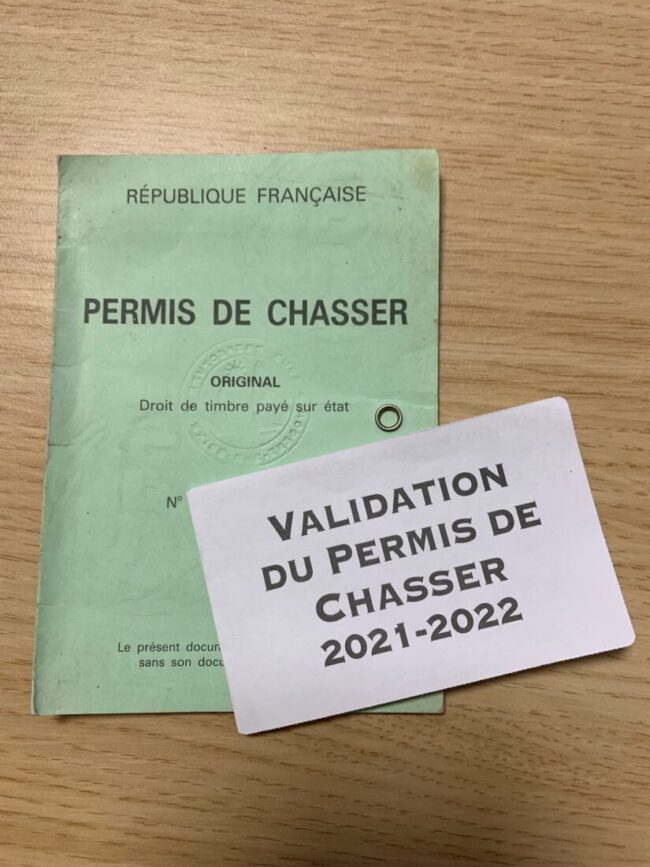 RÉPUBLIQUE FRANÇAISE
PERMIS DE CHASSER
ORIGINAL
Droit de timbre payé sur état
N°
Le présent docum
sans son docu
VALIDATION
DU PERMIS DE
CHASSER
2021-2022